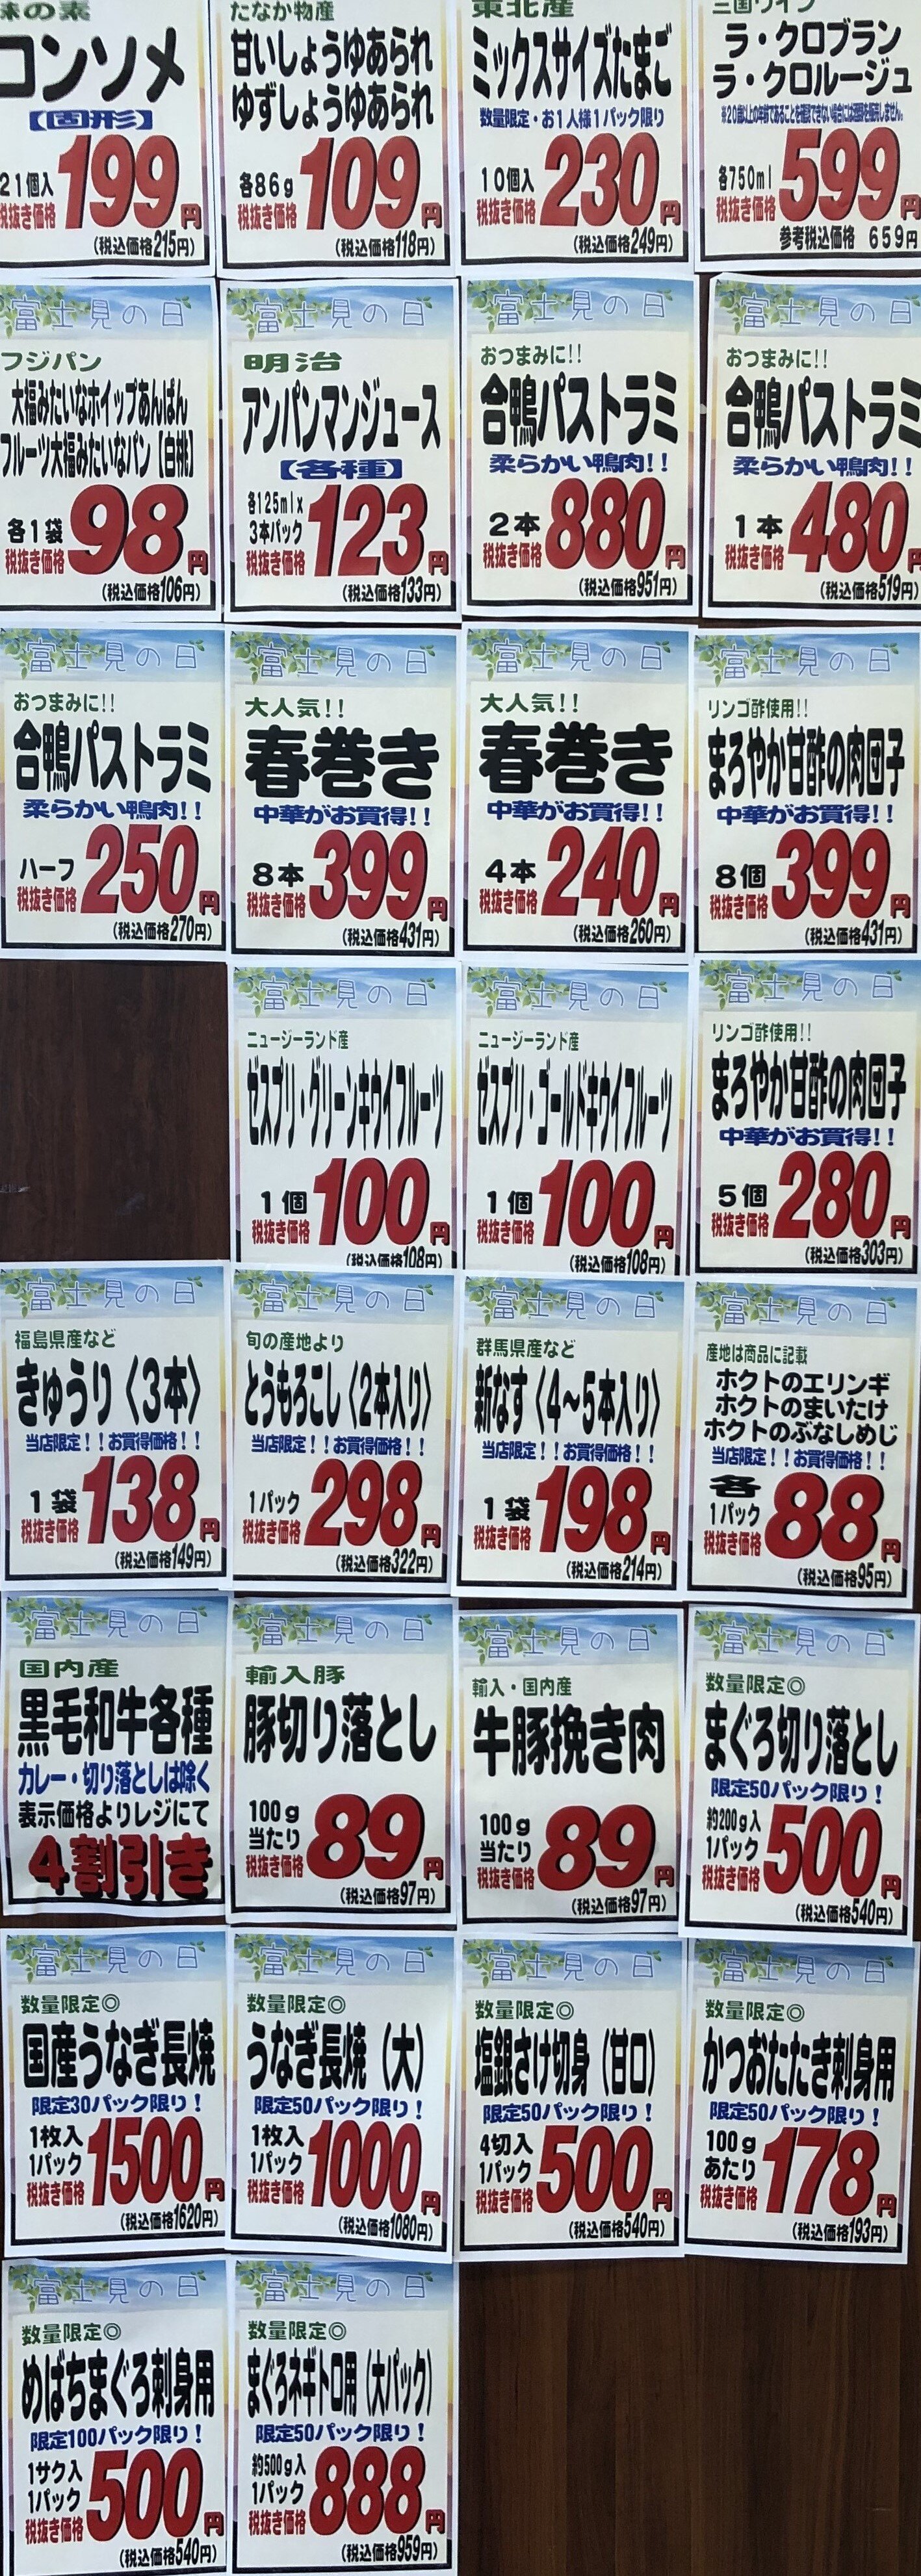 味の素
コンソメ
【固形】
21個入
税抜き価格
199円
(税込価格215円)
たなか物産
甘いしょうゆあられ
ゆずしょうゆあられ
各86g
税抜き価格
109円
(税込価格118円)
東北産
ミックスサイズたまご
数量限定・お1人様1パック限り
10個入
税抜き価格
230円
(税込価格249円)
三国ワイン
ラ・クロブラン
ラ・クロルージュ
※20歳以上の年齢であることを確認できない場合には酒類を販売しません。
各750ml
税抜き価格
599円
参考税込価格 659円
富士見の日
フジパン
大福みたいなホイップあんぱん
フルーツ大福みたいなパン【白桃】
各1袋
税抜き価格
98円
(税込価格106円)
富士見の日
明治
アンパンマンジュース
【各種】
各125ml×
3本パック
税抜き価格
123円
(税込価格133円)
富士見の日
おつまみに!!
合鴨パストラミ
柔らかい鴨肉!!
2本
税抜き価格
880円
(税込価格951円)
富士見の日
おつまみに!!
合鴨パストラミ
柔らかい鴨肉!!
1本
税抜き価格
480円
(税込価格519円)
富士見の日
おつまみに!!
合鴨パストラミ
柔らかい鴨肉!!
ハーフ
税抜き価格
250円
(税込価格270円)
富士見の日
大人気!!
春巻き
中華がお買得!!
8本
税抜き価格
399円
(税込価格431円)
富士見の日
大人気!!
春巻き
中華がお買得!!
4本
税抜き価格
240円
(税込価格260円)
富士見の日
リンゴ酢使用!!
まろやか甘酢の肉団子
中華がお買得!!
8個
税抜き価格
399円
(税込価格431円)
富士見の日
ニュージーランド産
ゼスプリ・グリーンキウイフルーツ
1個
税抜き価格
100円
(税込価格108円)
富士見の日
ニュージーランド産
ゼスプリ・ゴールドキウイフルーツ
1個
税抜き価格
100円
(税込価格108円)
富士見の日
リンゴ酢使用!!
まろやか甘酢の肉団子
中華がお買得!!
5個
税抜き価格
280円
(税込価格303円)
富士見の日
福島県産など
きゅうり〈3本〉
当店限定!!お買得価格!!
1袋
税抜き価格
138円
(税込価格149円)
富士見の日
旬の産地より
とうもろこし〈2本入り〉
当店限定!!お買得価格!!
1パック
税抜き価格
298円
(税込価格322円)
富士見の日
群馬県産など
新なす〈4~5本入り〉
当店限定!!お買得価格!!
1袋
税抜き価格
198円
(税込価格214円)
富士見の日
産地は商品に記載
ホクトのエリンギ
ホクトのまいたけ
ホクトのぶなしめじ
当店限定!!お買得価格!!
各
1パック
税抜き価格
88円
(税込価格95円)
富士見の日
国内産
黒毛和牛各種
カレー・切り落としは除く
表示価格よりレジにて
4割引き
富士見の日
輸入豚
豚切り落とし
100g
当たり
税抜き価格
89円
(税込価格97円)
富士見の日
輸入・国内産
牛豚挽き肉
100g
当たり
税抜き価格
89円
(税込価格97円)
富士見の日
数量限定◎
まぐろ切り落とし
限定50パック限り!
約200g入
1パック
税抜き価格
500円
(税込価格540円)
富士見の日
数量限定◎
国産うなぎ長焼
限定30パック限り!
1枚入
1パック
税抜き価格
1500円
(税込価格1620円)
富士見の日
数量限定◎
うなぎ長焼(大)
限定50パック限り!
1枚入
1パック
税抜き価格
1000円
(税込価格1080円)
富士見の日
数量限定◎
塩銀さけ切身(甘口)
限定50パック限り!
4切入
1パック
税抜き価格
500円
(税込価格540円)
富士見の日
数量限定◎
かつおたたき刺身用
限定50パック限り!
100g
あたり
税抜き価格
178円
(税込価格193円)
富士見の日
数量限定◎
めばちまぐろ刺身用
限定100パック限り!
1サク入
1パック
税抜き価格
500円
(税込価格540円)
富士見の日
数量限定◎
まぐろネギトロ用(大パック)
限定50パック限り!
約500g入
1パック
税抜き価格
888円
(税込価格959円)